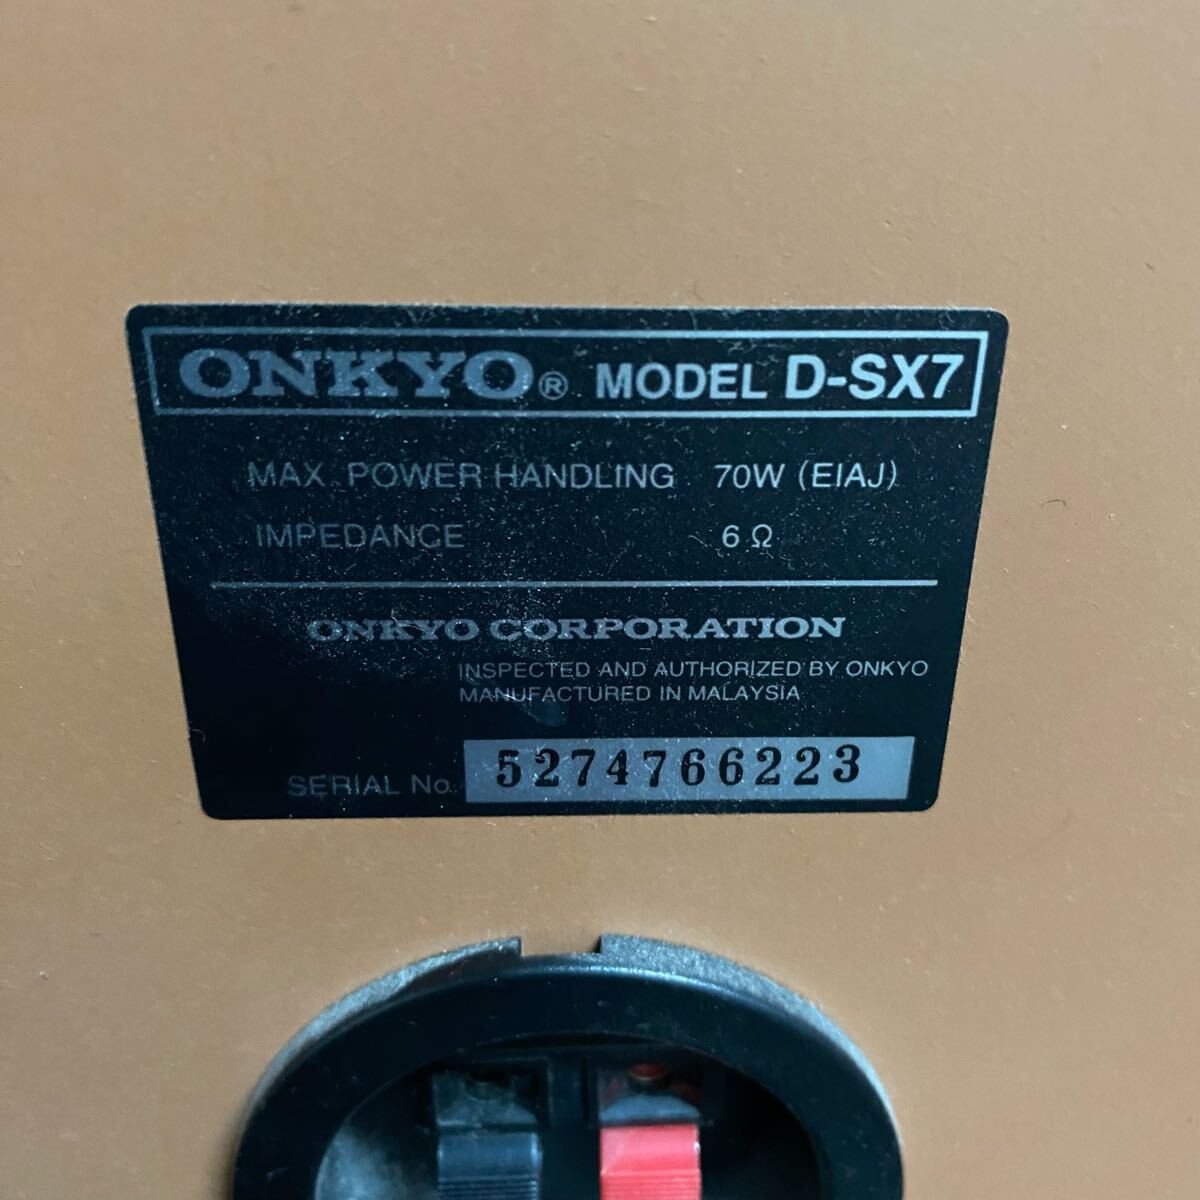 ONKYO® MODEL D-SX7
MAX. POWER HANDLING 70W (EIAJ)
IMPEDANCE 6 Ω
ONKYO CORPORATION
INSPECTED AND AUTHORIZED BY ONKYO
MANUFACTURED IN MALAYSIA
SERIAL No. 5274766223